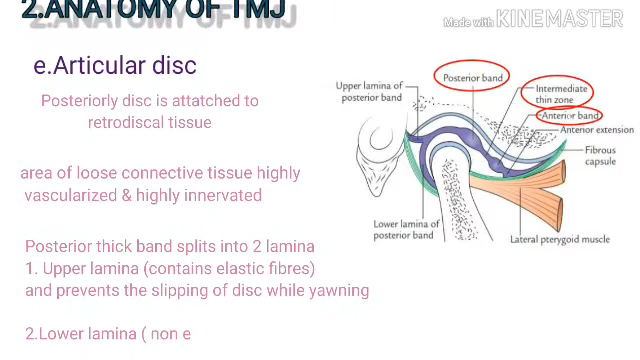 2.ANATOMY OF TMJ
Made with KINEMASTER
e.Articular disc
Posteriorly disc is attatched to
retrodiscal tissue
area of loose connective tissue highly
vascularized & highly innervated
Posterior thick band splits into 2 lamina
1. Upper lamina (contains elastic fibres)
and prevents the slipping of disc while yawning
2.Lower lamina ( non e
Posterior band
Upper lamina of
posterior band
Intermediate
thin zone
Anterior band
Anterior extension
Fibrous
capsule
Lower lamina of
posterior band
Lateral pterygoid muscle